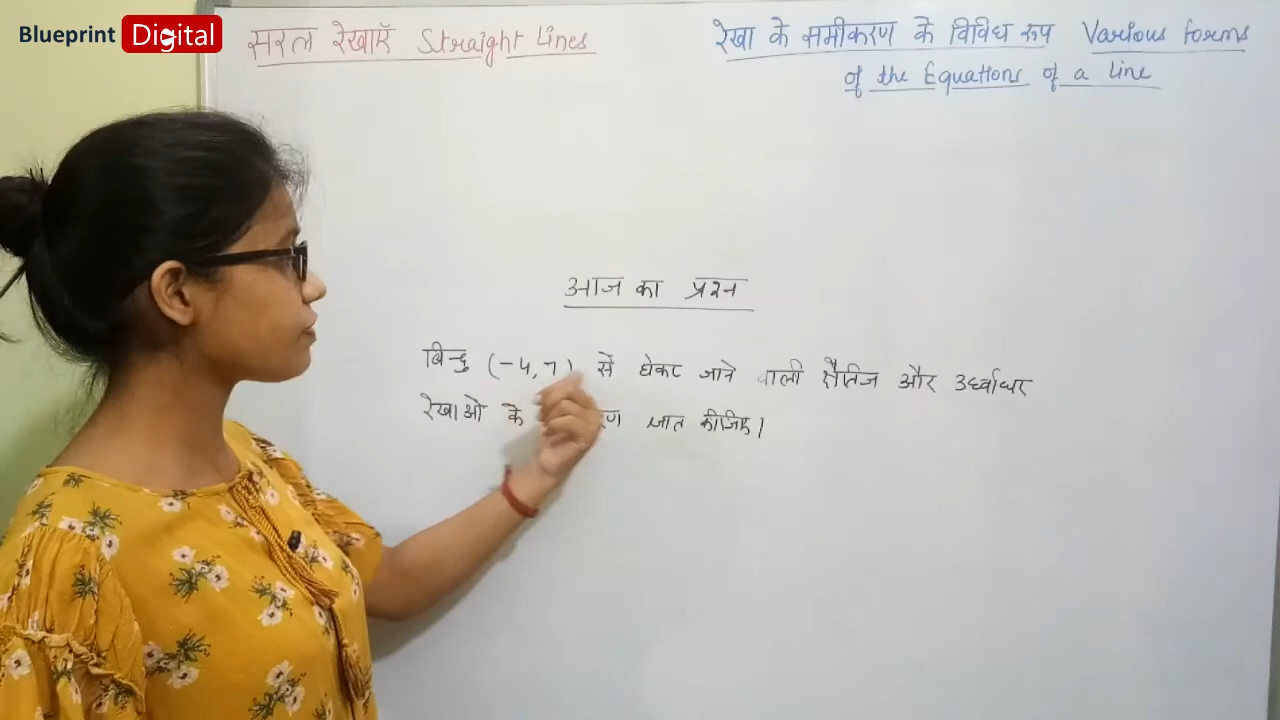 Blueprint Digital
सरल रेखाएँ Straight Lines
रेखा के समीकरण के विविध रूप Various forms
of the Equations of a Line
आज का प्रश्न
बिन्दु (-4,7) से होकर जाने वाली क्षैतिज और उर्ध्वाधर
रेखाओ के ज्ञात कीजिए।